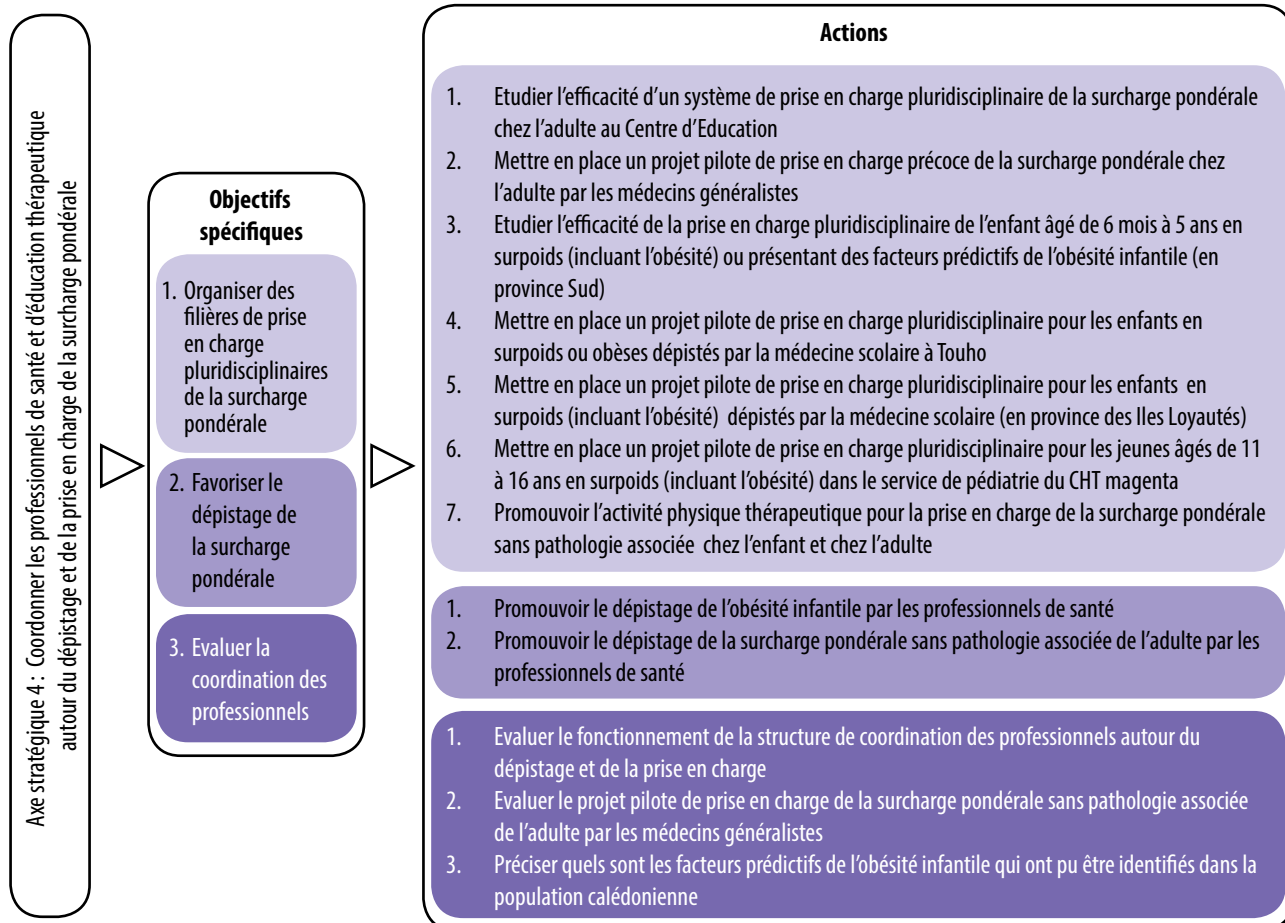 Axe stratégique 4 : Coordonner les professionnels de santé et d'éducation thérapeutique
autour du dépistage et de la prise en charge de la surcharge pondérale
Objectifs
spécifiques
1. Organiser des
filières de prise
en charge
pluridisciplinaires
de la surcharge
pondérale
2. Favoriser le
dépistage de
la surcharge
pondérale
3. Evaluer la
coordination des
professionnels
Actions
1. Etudier l'efficacité d'un système de prise en charge pluridisciplinaire de la surcharge pondérale
chez l'adulte au Centre d'Education
2. Mettre en place un projet pilote de prise en charge précoce de la surcharge pondérale chez
l'adulte par les médecins généralistes
3. Etudier l'efficacité de la prise en charge pluridisciplinaire de l'enfant âgé de 6 mois à 5 ans en
surpoids (incluant l'obésité) ou présentant des facteurs prédictifs de l'obésité infantile (en
province Sud)
4. Mettre en place un projet pilote de prise en charge pluridisciplinaire pour les enfants en
surpoids ou obèses dépistés par la médecine scolaire à Touho
5. Mettre en place un projet pilote de prise en charge pluridisciplinaire pour les enfants en
surpoids (incluant l'obésité) dépistés par la médecine scolaire (en province des Iles Loyautés)
6. Mettre en place un projet pilote de prise en charge pluridisciplinaire pour les jeunes âgés de 11
à 16 ans en surpoids (incluant l'obésité) dans le service de pédiatrie du CHT magenta
7. Promouvoir l'activité physique thérapeutique pour la prise en charge de la surcharge pondérale
sans pathologie associée chez l'enfant et chez l'adulte
1. Promouvoir le dépistage de l'obésité infantile par les professionnels de santé
2. Promouvoir le dépistage de la surcharge pondérale sans pathologie associée de l'adulte par les
professionnels de santé
1. Evaluer le fonctionnement de la structure de coordination des professionnels autour du
dépistage et de la prise en charge
2. Evaluer le projet pilote de prise en charge de la surcharge pondérale sans pathologie associée
de l'adulte par les médecins généralistes
3. Préciser quels sont les facteurs prédictifs de l'obésité infantile qui ont pu être identifiés dans la
population calédonienne